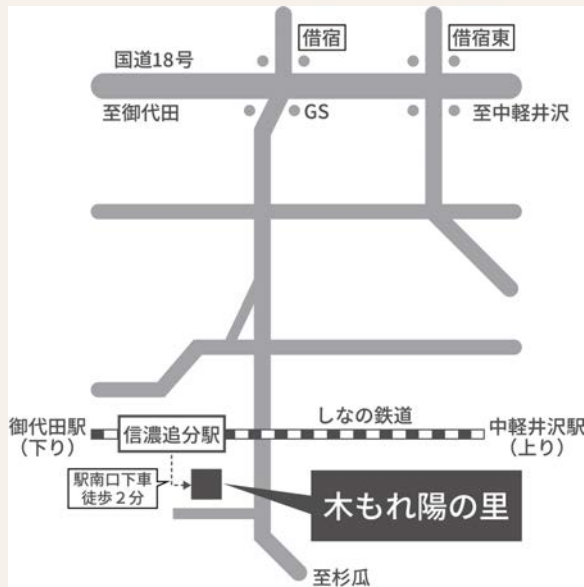 借宿
借宿東
国道18号
至御代田
GS
至中軽井沢
しなの鉄道
御代田駅
（下り）
信濃追分駅
中軽井沢駅
（上り）
駅南口下車
徒歩２分
木もれ陽の里
至杉瓜